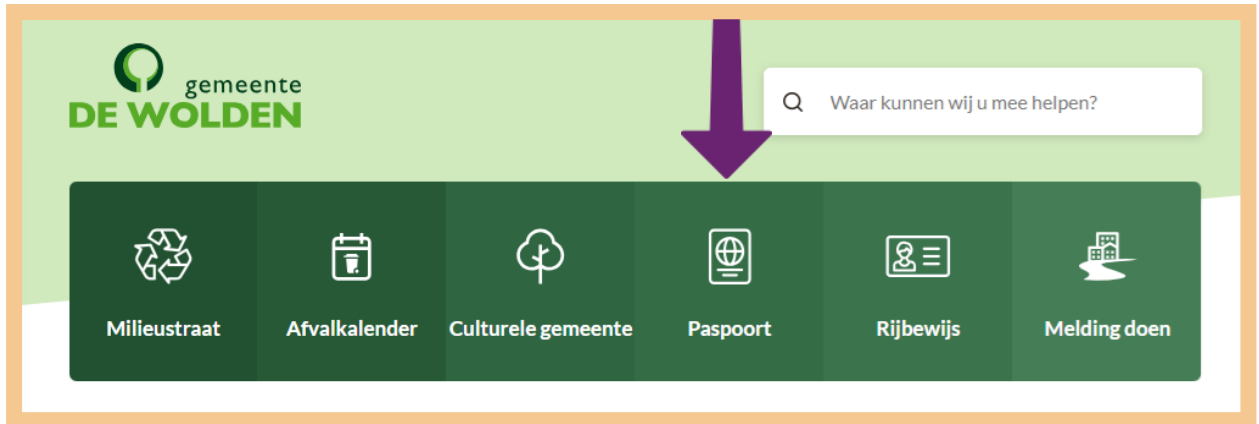 gemeente
DE WOLDEN
Waar kunnen wij u mee helpen?
Milieustraat
Afvalkalender
Culturele gemeente
Paspoort
Rijbewijs
Melding doen